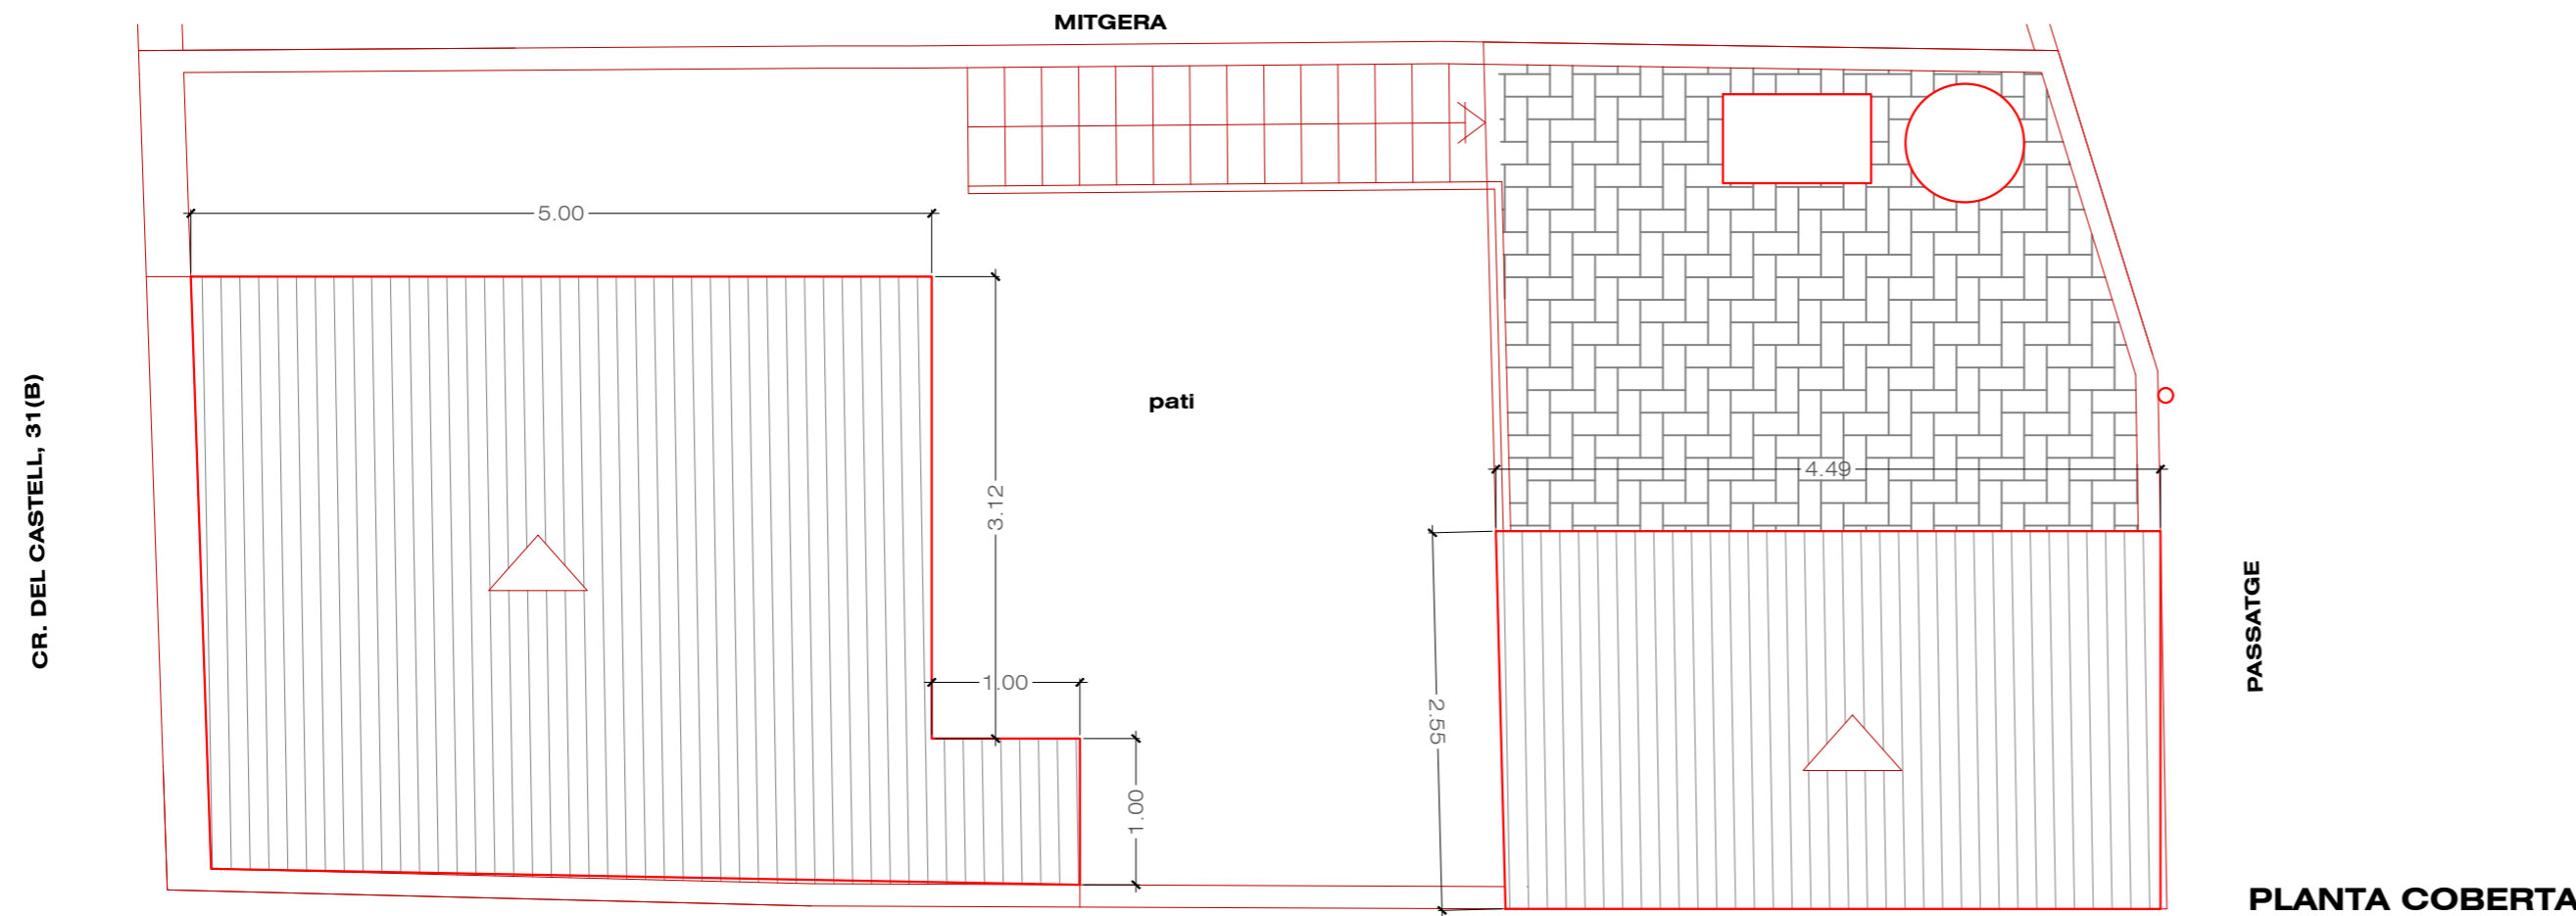 MITGERA
5.00
CR. DEL CASTELL, 31(B)
pati
4.49
3.12
PASSATGE
1.00
2.55
1.00
PLANTA COBERTA